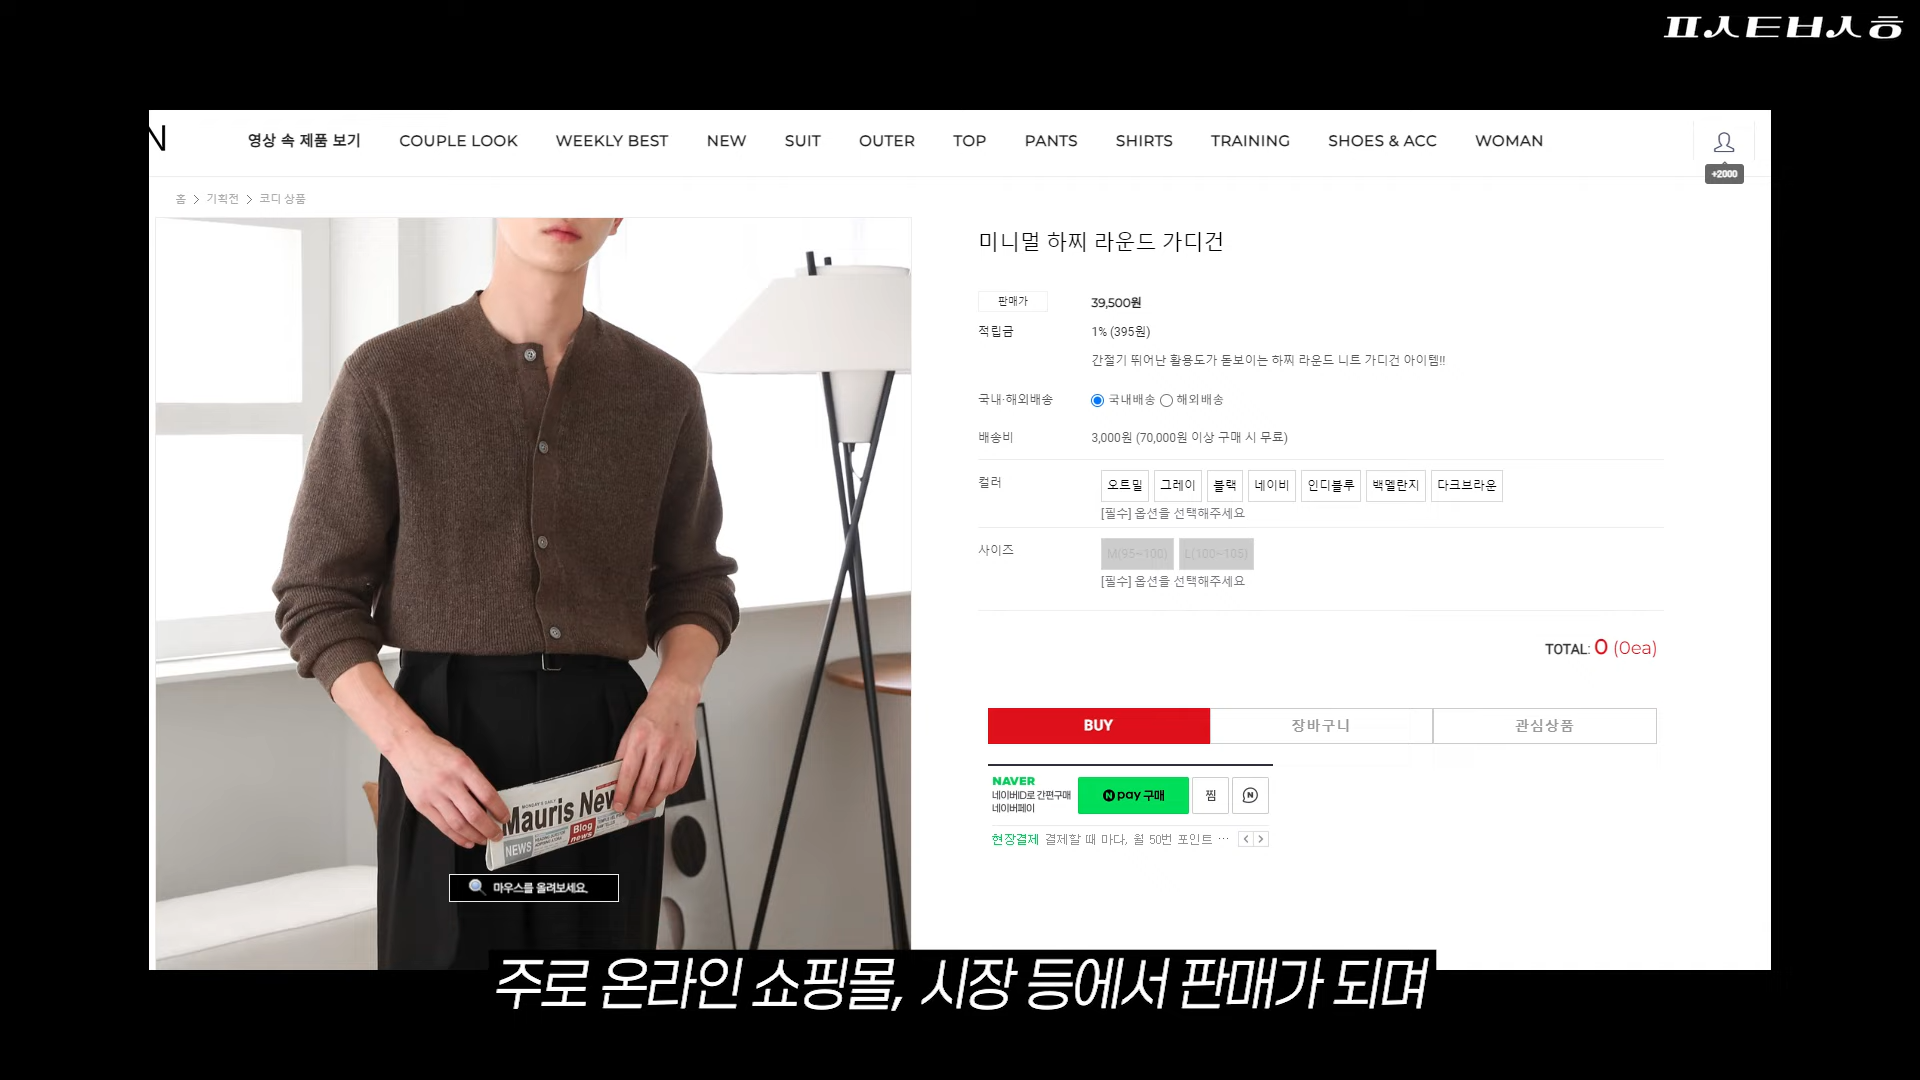 ㅍㅅㅌㅂㅅㅎ
N
영상 속 제품 보기 COUPLE LOOK WEEKLY BEST NEW SUIT OUTER TOP PANTS SHIRTS TRAINING SHOES & ACC WOMAN
+2000
홈 > 기획전 > 코디 상품
미니멀 하찌 라운드 가디건
판매가 39,500원
적립금 1% (395원)
간절기 뛰어난 활용도가 돋보이는 하찌 라운드 니트 가디건 아이템!!
국내·해외배송 국내배송 해외배송
배송비 3,000원 (70,000원 이상 구매 시 무료)
컬러 오트밀 그레이 블랙 네이비 인디블루 백멜란지 다크브라운
[필수] 옵션을 선택해주세요
사이즈 M(95~100) L(100~105)
[필수] 옵션을 선택해주세요
TOTAL: 0 (0ea)
BUY 장바구니 관심상품
NAVER
네이버ID로 간편구매
네이버페이
N pay 구매 찜 N
현장결제 결제할 때 마다, 월 50번 포인트 ···
Mauris New
NEWS Blog news
마우스를 올려보세요.
주로 온라인 쇼핑몰, 시장 등에서 판매가 되며